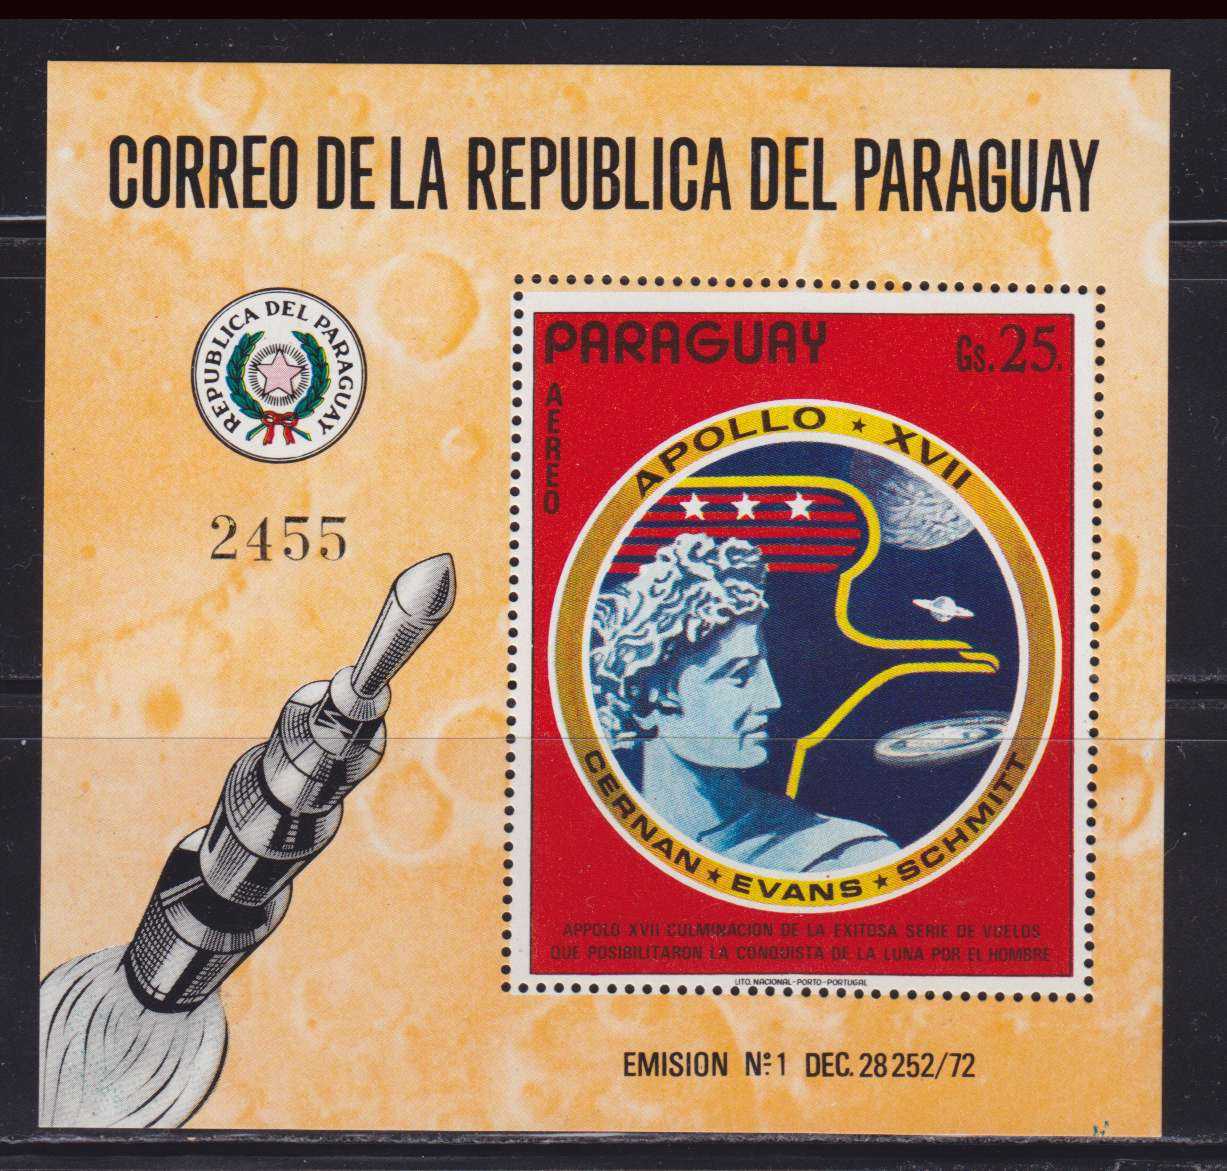 CORREO DE LA REPUBLICA DEL PARAGUAY
REPUBLICA DEL PARAGUAY
2455
PARAGUAY
Gs. 25.
AEREO
APOLLO ★ XVII
CERNAN ★ EVANS ★ SCHMITT
APPOLO XVII CULMINACION DE LA EXITOSA SERIE DE VUELOS
QUE POSIBILITARON LA CONQUISTA DE LA LUNA POR EL HOMBRE
LITO. NACIONAL-PORTO-PORTUGAL
EMISION Nº 1 DEC. 28252/72